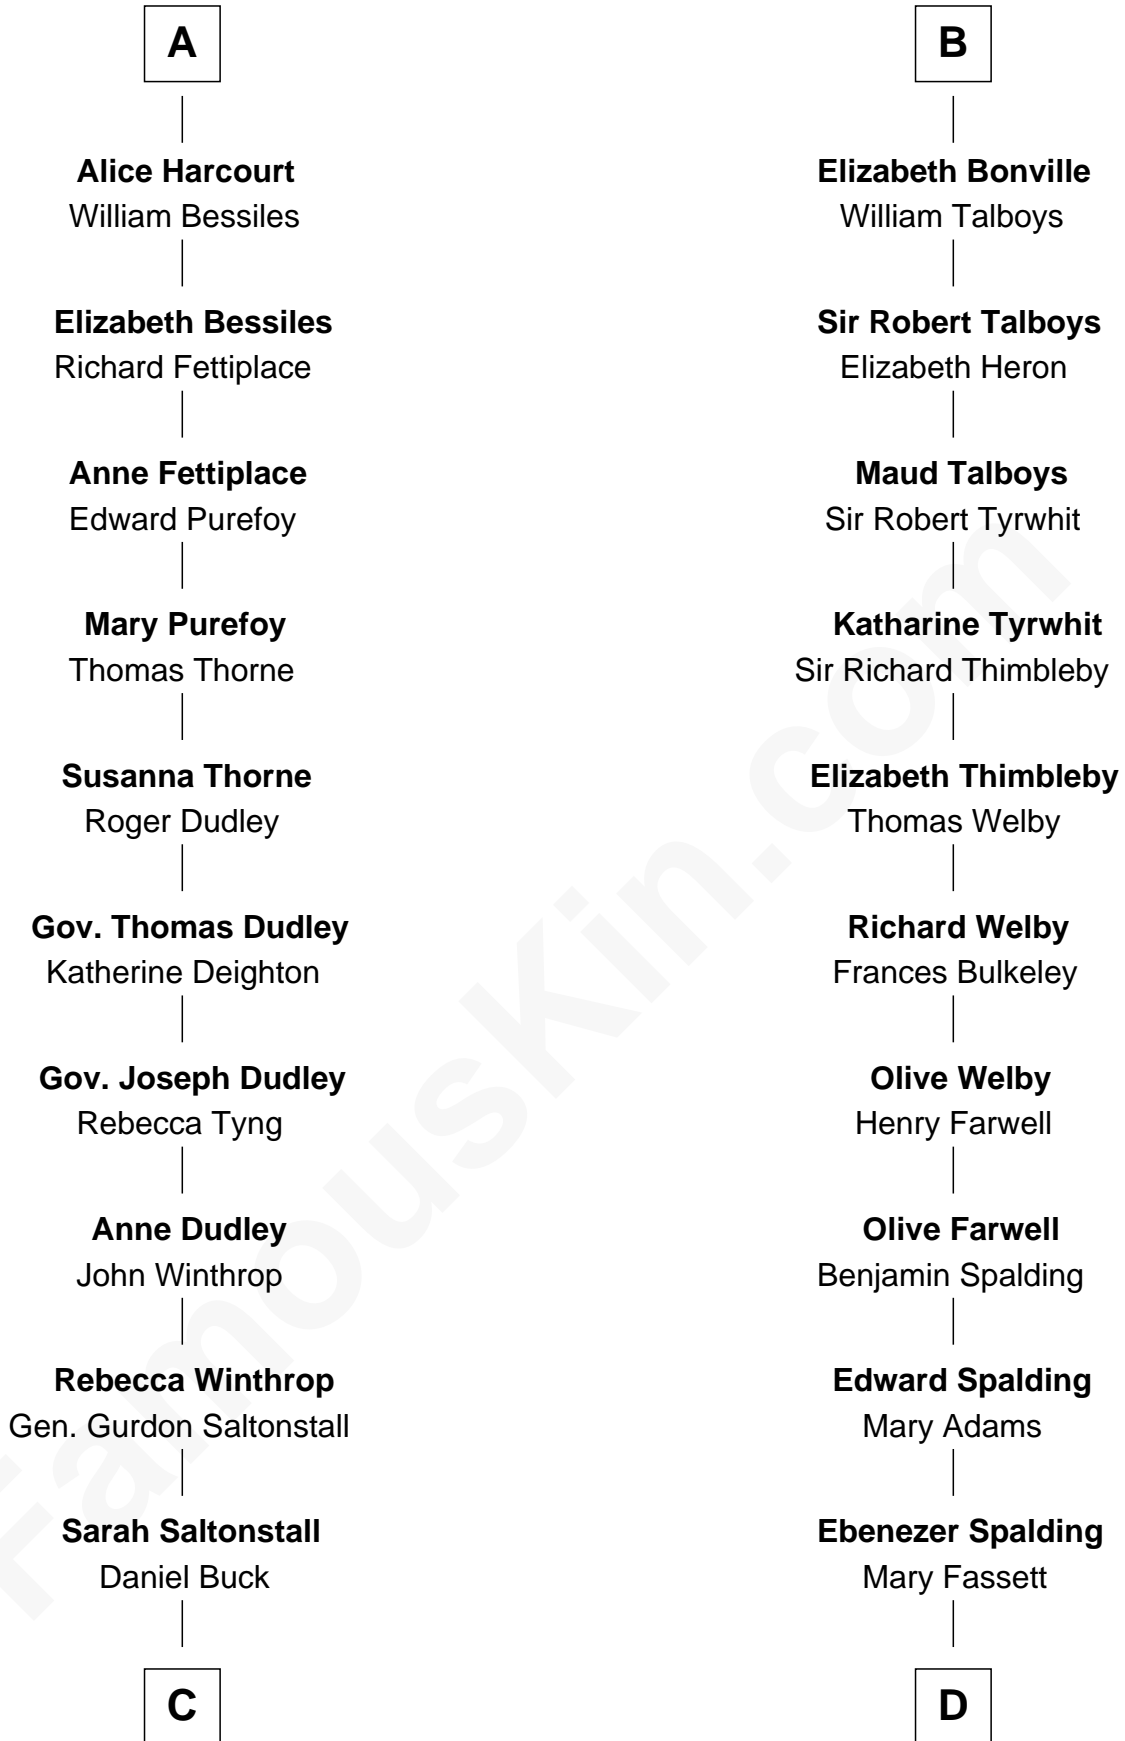 A
Alice Harcourt
William Bessiles
Elizabeth Bessiles
Richard Fettiplace
Anne Fettiplace
Edward Purefoy
Mary Purefoy
Thomas Thorne
Susanna Thorne
Roger Dudley
Gov. Thomas Dudley
Katherine Deighton
Gov. Joseph Dudley
Rebecca Tyng
Anne Dudley
John Winthrop
Rebecca Winthrop
Gen. Gurdon Saltonstall
Sarah Saltonstall
Daniel Buck
C
B
Elizabeth Bonville
William Talboys
Sir Robert Talboys
Elizabeth Heron
Maud Talboys
Sir Robert Tyrwhit
Katharine Tyrwhit
Sir Richard Thimbleby
Elizabeth Thimbleby
Thomas Welby
Richard Welby
Frances Bulkeley
Olive Welby
Henry Farwell
Olive Farwell
Benjamin Spalding
Edward Spalding
Mary Adams
Ebenezer Spalding
Mary Fassett
D
FamousKin.com